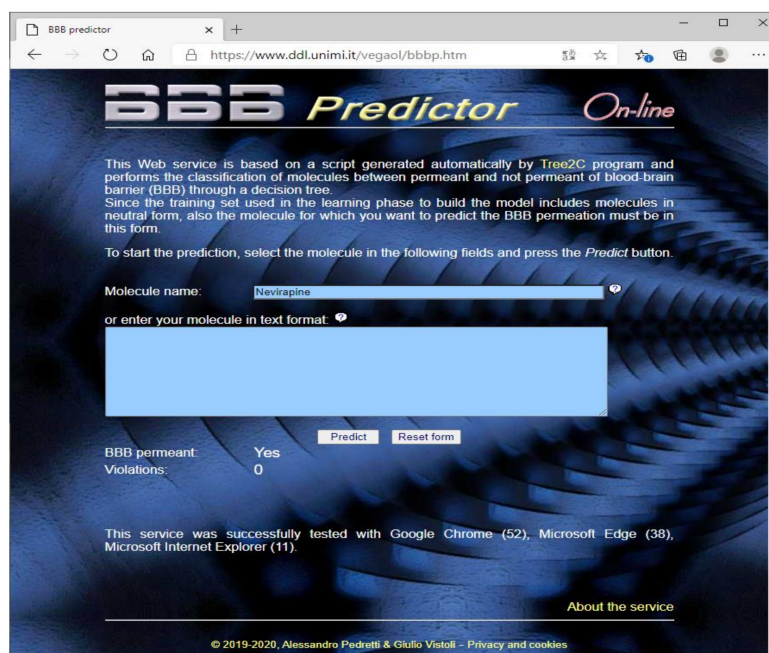 BBB predictor
https://www.ddl.unimi.it/vegaol/bbbp.htm
BBB Predictor On-line
This Web service is based on a script generated automatically by Tree2C program and
performs the classification of molecules between permeant and not permeant of blood-brain
barrier (BBB) through a decision tree.
Since the training set used in the learning phase to build the model includes molecules in
neutral form, also the molecule for which you want to predict the BBB permeation must be in
this form.
To start the prediction, select the molecule in the following fields and press the Predict button.
Molecule name: Nevirapine
or enter your molecule in text format:
Predict Reset form
BBB permeant: Yes
Violations: 0
This service was successfully tested with Google Chrome (52), Microsoft Edge (38),
Microsoft Internet Explorer (11).
About the service
© 2019-2020, Alessandro Pedretti & Giulio Vistoli - Privacy and cookies